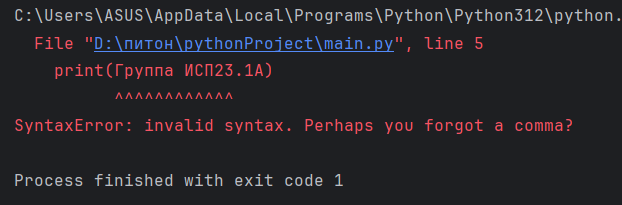 C:\Users\ASUS\AppData\Local\Programs\Python\Python312\python.
File "D:\питон\pythonProject\main.py", line 5
print(Группа ИСП23.1А)
^^^^^^^^^^^^
SyntaxError: invalid syntax. Perhaps you forgot a comma?
Process finished with exit code 1